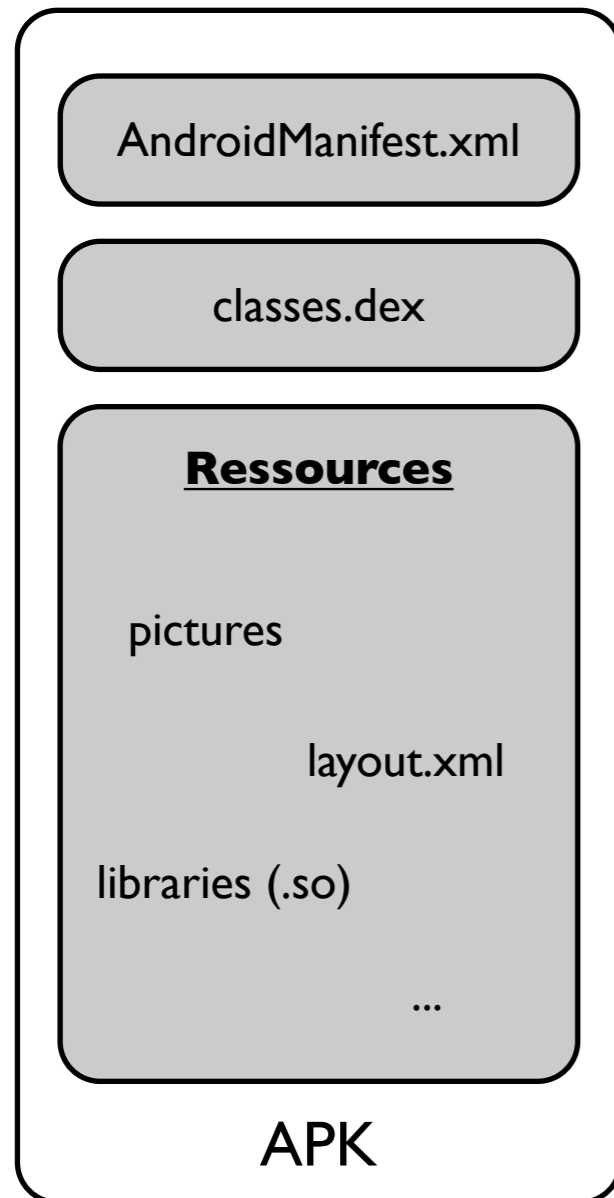 AndroidManifest.xml
classes.dex
Ressources
pictures
layout.xml
libraries (.so)
...
APK